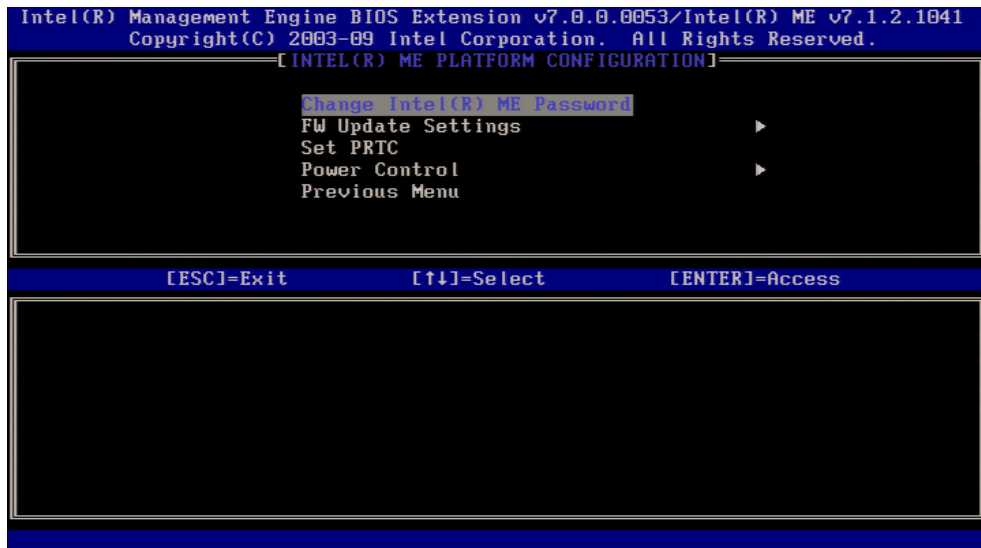 Intel(R) Management Engine BIOS Extension v7.0.0.0053/Intel(R) ME v7.1.2.1041
Copyright(C) 2003-09 Intel Corporation. All Rights Reserved.
[INTEL(R) ME PLATFORM CONFIGURATION]
Change Intel(R) ME Password
FW Update Settings ►
Set PRTC
Power Control ►
Previous Menu
[ESC]=Exit [↑↓]=Select [ENTER]=Access